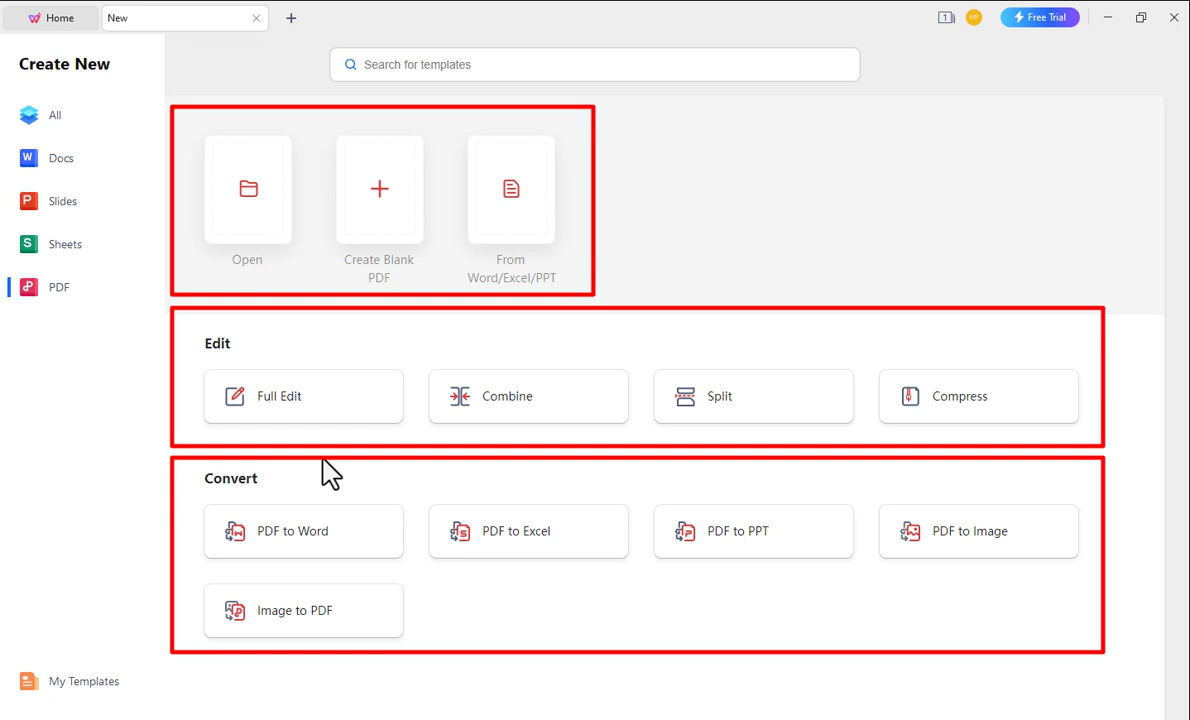 Home
New
1
Free Trial
Create New
Search for templates
All
W Docs
P Slides
S Sheets
PDF
Open
Create Blank
PDF
From
Word/Excel/PPT
Edit
Full Edit
Combine
Split
Compress
Convert
PDF to Word
PDF to Excel
PDF to PPT
PDF to Image
Image to PDF
My Templates